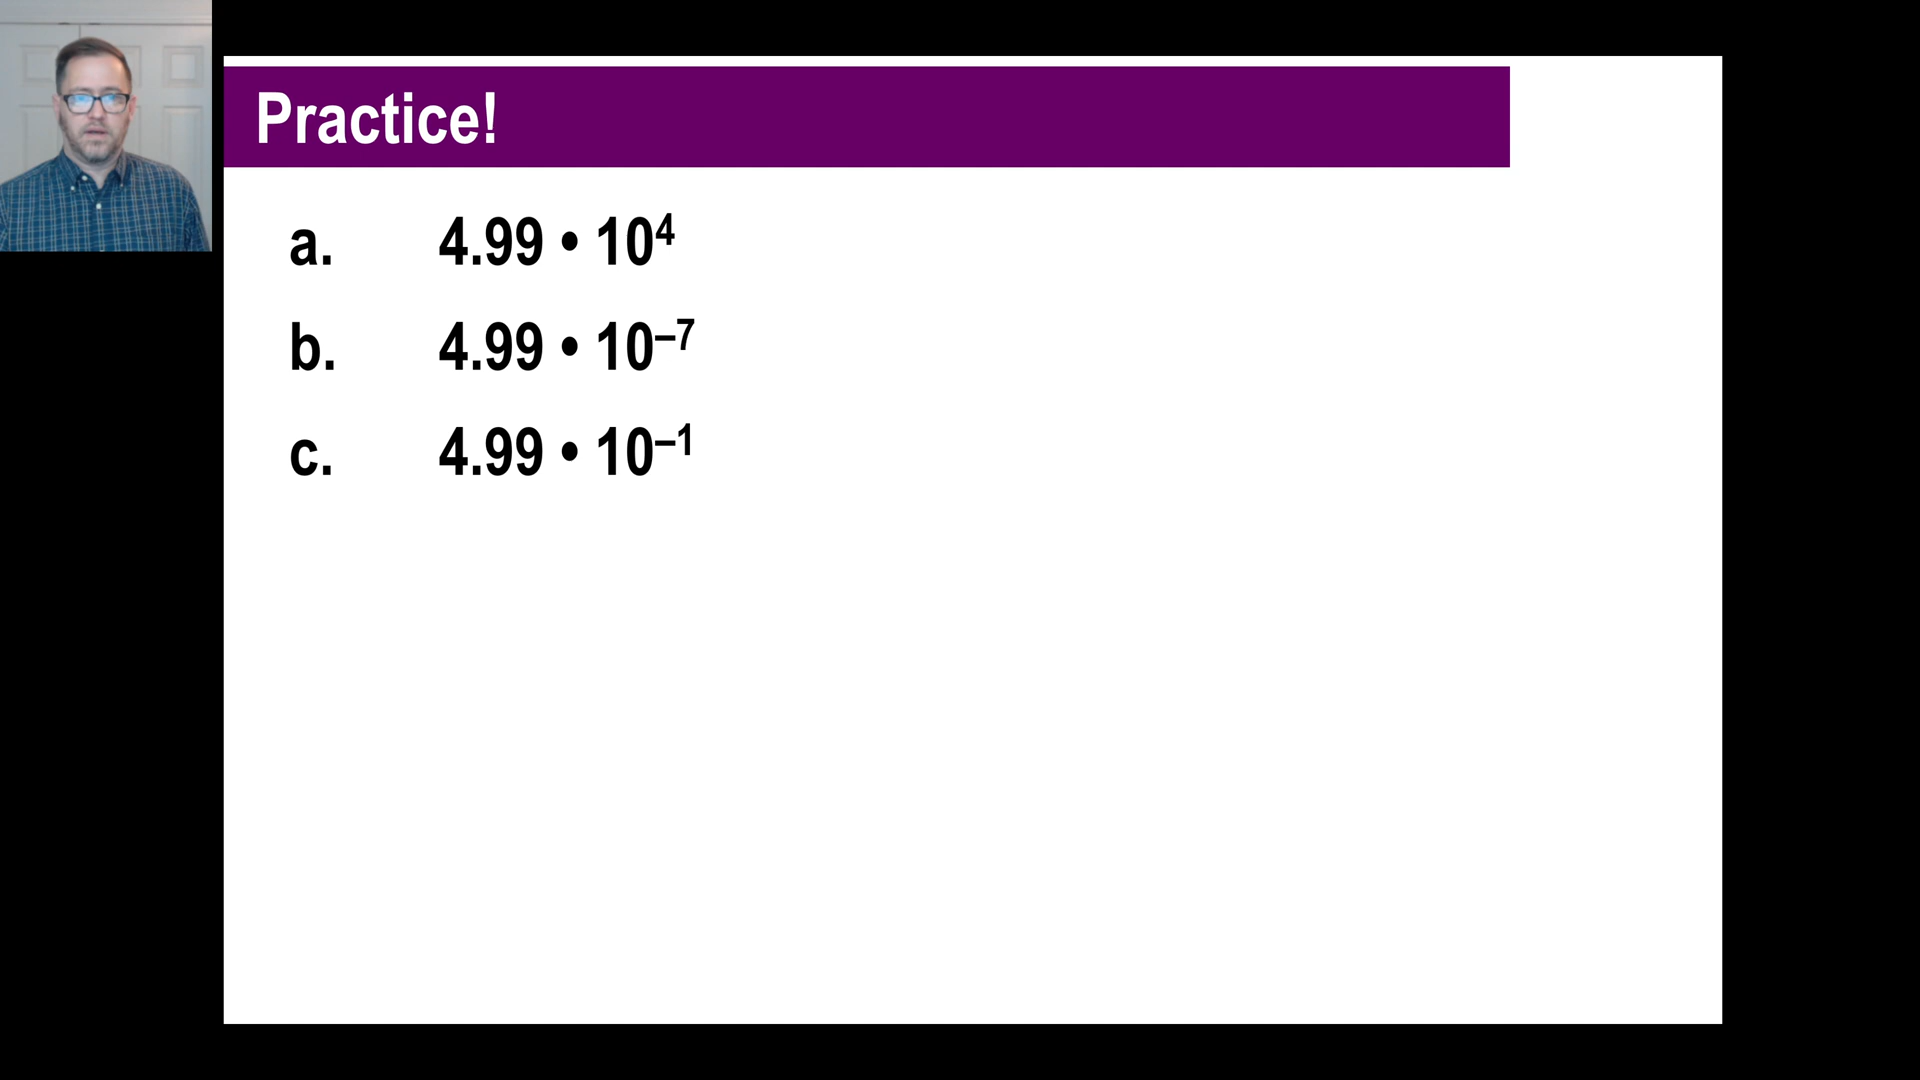 Practice!
a. 4.99 • 10⁴
b. 4.99 • 10⁻⁷
c. 4.99 • 10⁻¹